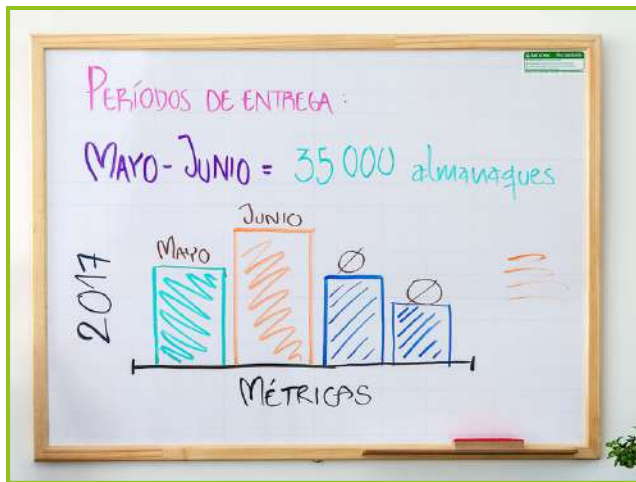 PERÍODOS DE ENTREGA:
MAYO - JUNIO = 35 000 almanaques
JUNIO
MAYO
Ø
Ø
2017
MÉTRICAS